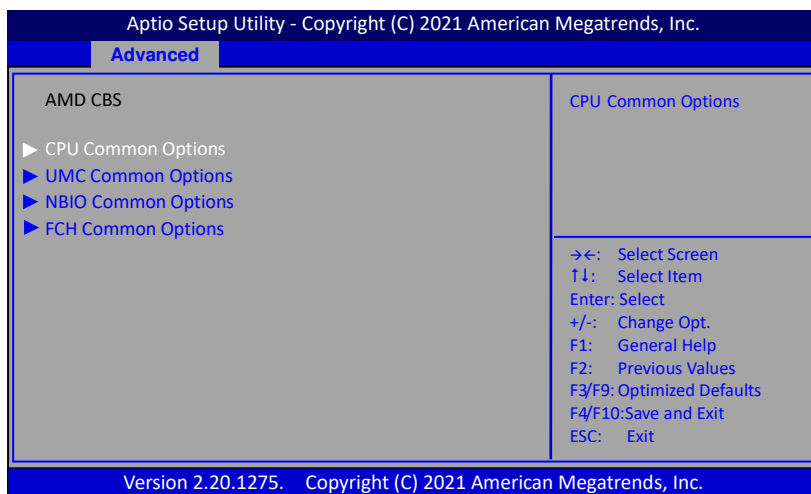 Aptio Setup Utility - Copyright (C) 2021 American Megatrends, Inc.
Advanced
AMD CBS
▶ CPU Common Options
▶ UMC Common Options
▶ NBIO Common Options
▶ FCH Common Options
CPU Common Options
→←: Select Screen
↑↓: Select Item
Enter: Select
+/-: Change Opt.
F1: General Help
F2: Previous Values
F3/F9: Optimized Defaults
F4/F10:Save and Exit
ESC: Exit
Version 2.20.1275. Copyright (C) 2021 American Megatrends, Inc.